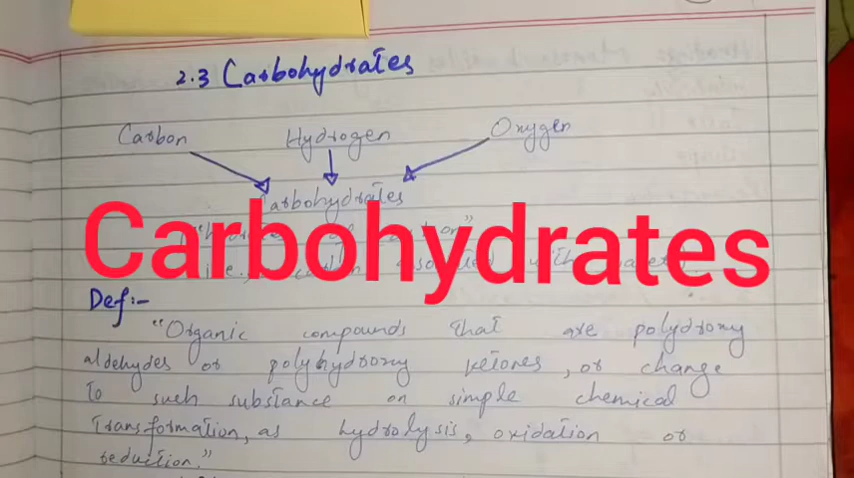 2.3 Carbohydrates
Carbon Hydrogen Oxygen
Carbohydrates
Carbohydrates
Def:-
"Organic compounds that are polydroxy
aldehydes or polyhydroxy ketones, or change
to such substance on simple chemical
Transformation, as hydrolysis, oxidation or
reduction."